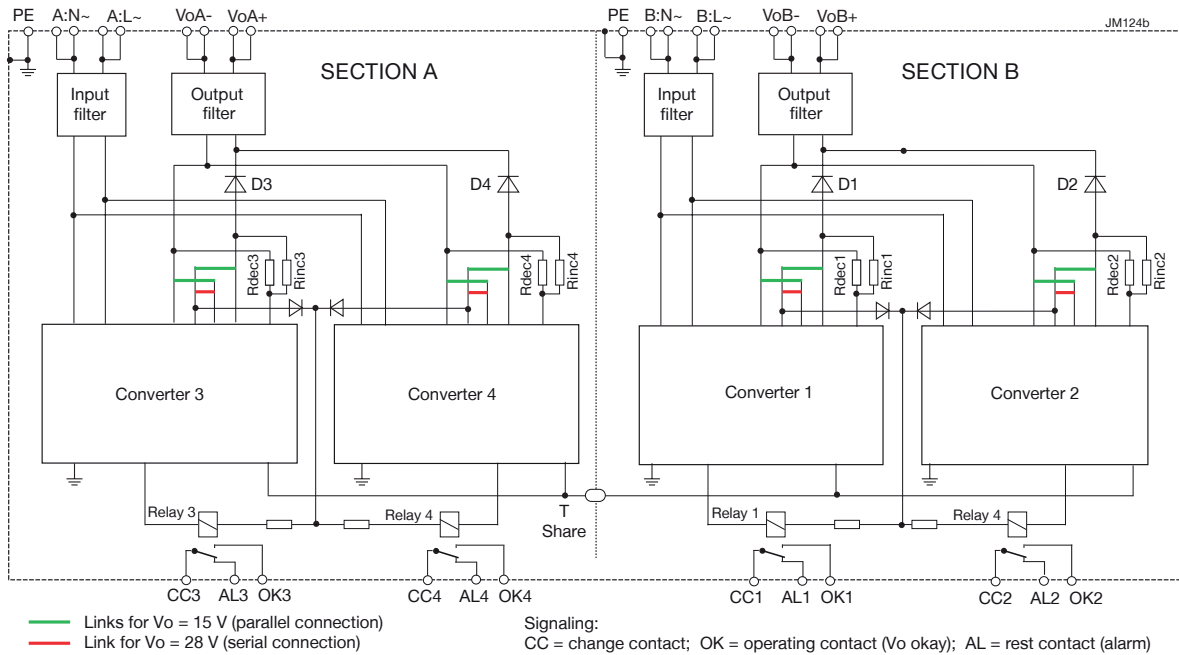 PE A:N~ A:L~ VoA- VoA+ PE B:N~ B:L~ VoB- VoB+
JM124b
SECTION A
SECTION B
Input
filter
Output
filter
Input
filter
Output
filter
D3
D4
D1
D2
Rdec3
Rinc3
Rdec4
Rinc4
Rdec1
Rinc1
Rdec2
Rinc2
Converter 3
Converter 4
Converter 1
Converter 2
Relay 3
Relay 4
T
Share
Relay 1
Relay 4
CC3 AL3 OK3
CC4 AL4 OK4
CC1 AL1 OK1
CC2 AL2 OK2
Links for Vo = 15 V (parallel connection)
Link for Vo = 28 V (serial connection)
Signaling:
CC = change contact; OK = operating contact (Vo okay); AL = rest contact (alarm)